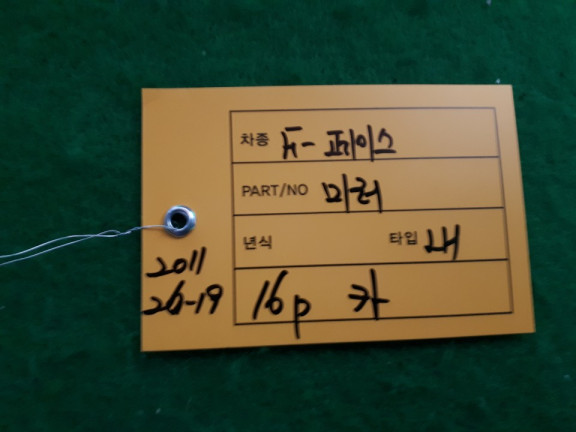 차종 F-페이스
PART/NO 미러
년식 타입 내
16p 카
2011
26-19